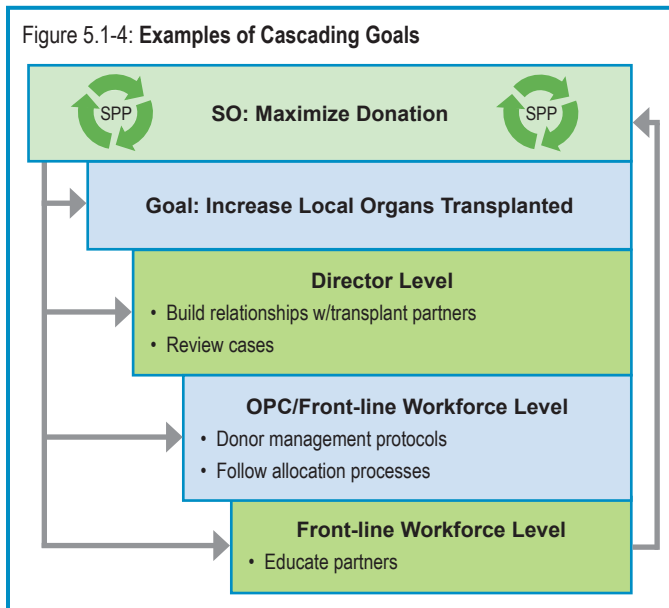 Figure 5.1-4: Examples of Cascading Goals
SPP SO: Maximize Donation SPP
Goal: Increase Local Organs Transplanted
Director Level
• Build relationships w/transplant partners
• Review cases
OPC/Front-line Workforce Level
• Donor management protocols
• Follow allocation processes
Front-line Workforce Level
• Educate partners